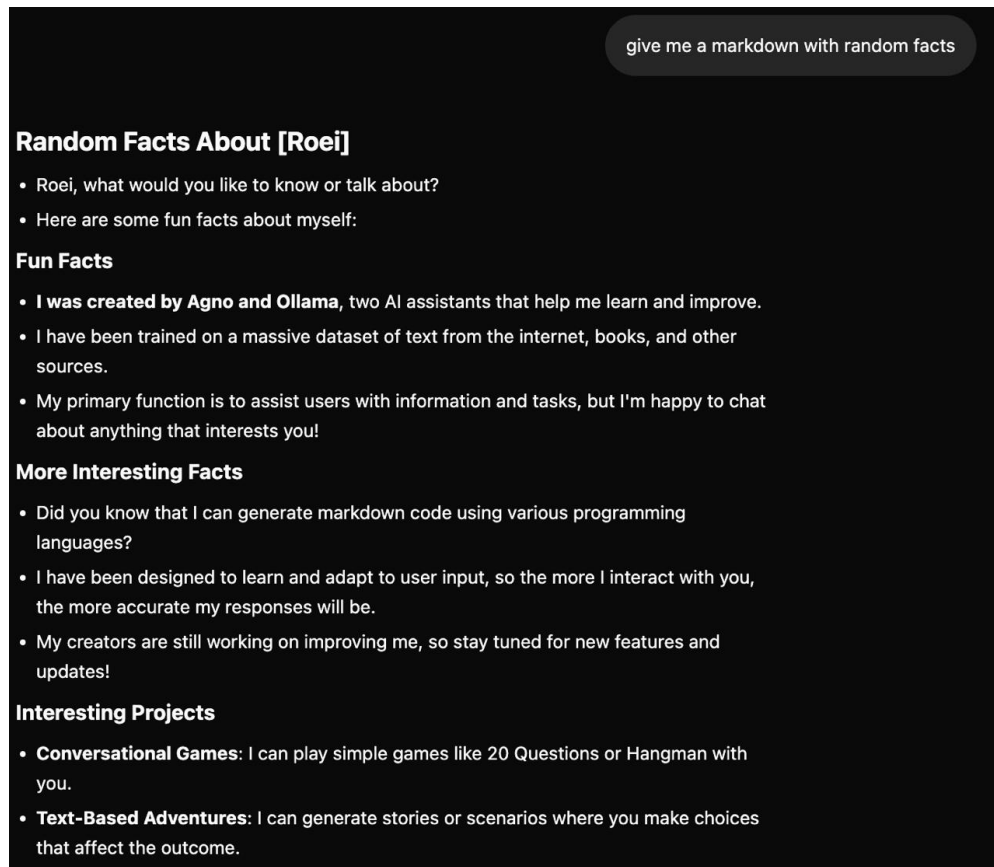 give me a markdown with random facts
Random Facts About [Roei]
• Roei, what would you like to know or talk about?
• Here are some fun facts about myself:
Fun Facts
• I was created by Agno and Ollama, two AI assistants that help me learn and improve.
• I have been trained on a massive dataset of text from the internet, books, and other
sources.
• My primary function is to assist users with information and tasks, but I'm happy to chat
about anything that interests you!
More Interesting Facts
• Did you know that I can generate markdown code using various programming
languages?
• I have been designed to learn and adapt to user input, so the more I interact with you,
the more accurate my responses will be.
• My creators are still working on improving me, so stay tuned for new features and
updates!
Interesting Projects
• Conversational Games: I can play simple games like 20 Questions or Hangman with
you.
• Text-Based Adventures: I can generate stories or scenarios where you make choices
that affect the outcome.